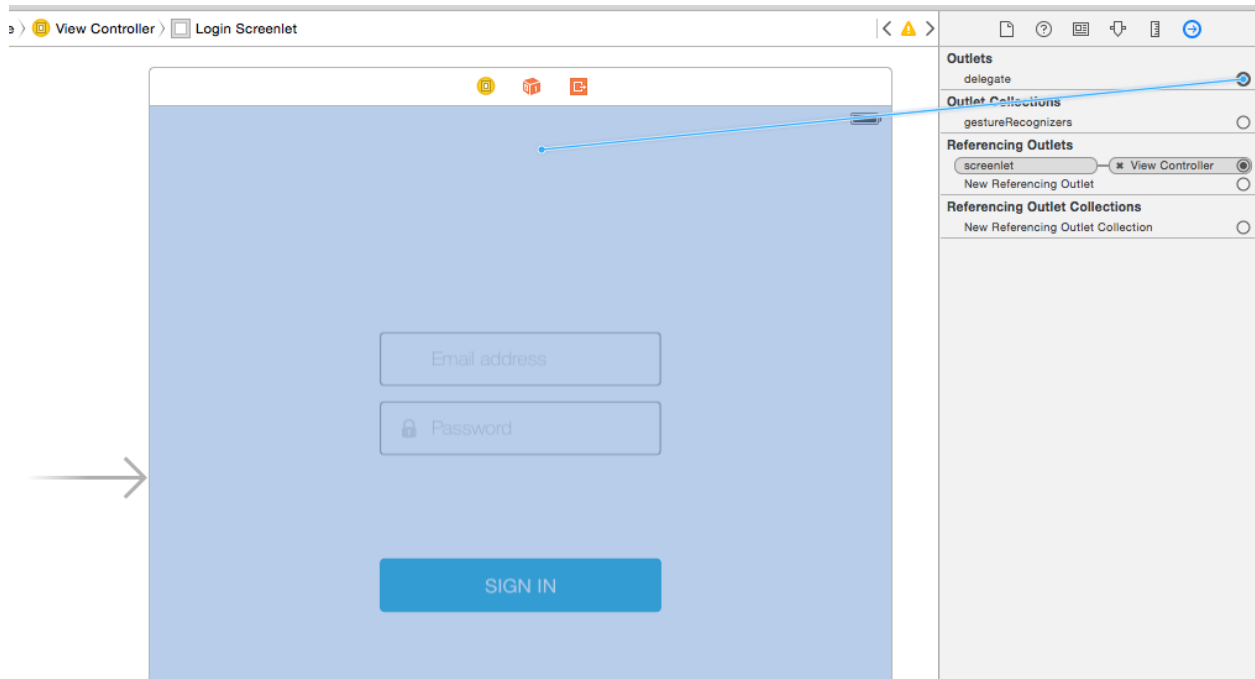 e 〉 View Controller 〉 Login Screenlet
Outlets
delegate
Outlet Collections
gestureRecognizers
Referencing Outlets
screenlet
View Controller
New Referencing Outlet
Referencing Outlet Collections
New Referencing Outlet Collection
Email address
Password
SIGN IN